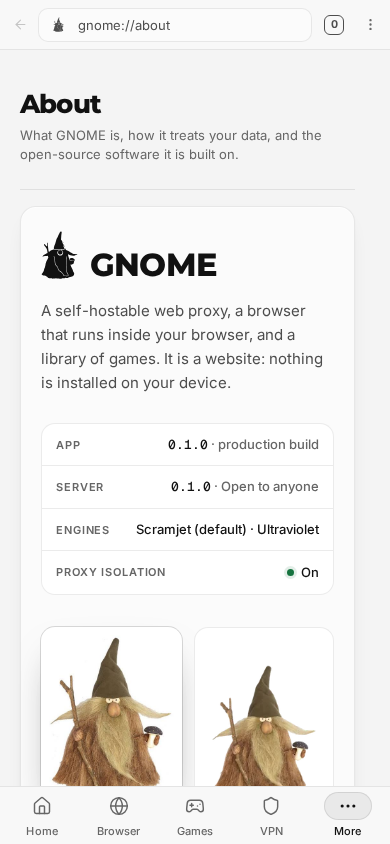 gnome://about
0
About
What GNOME is, how it treats your data, and the
open-source software it is built on.
GNOME
A self-hostable web proxy, a browser
that runs inside your browser, and a
library of games. It is a website: nothing
is installed on your device.
APP 0.1.0 · production build
SERVER 0.1.0 · Open to anyone
ENGINES Scramjet (default) · Ultraviolet
PROXY ISOLATION On
Home Browser Games VPN More